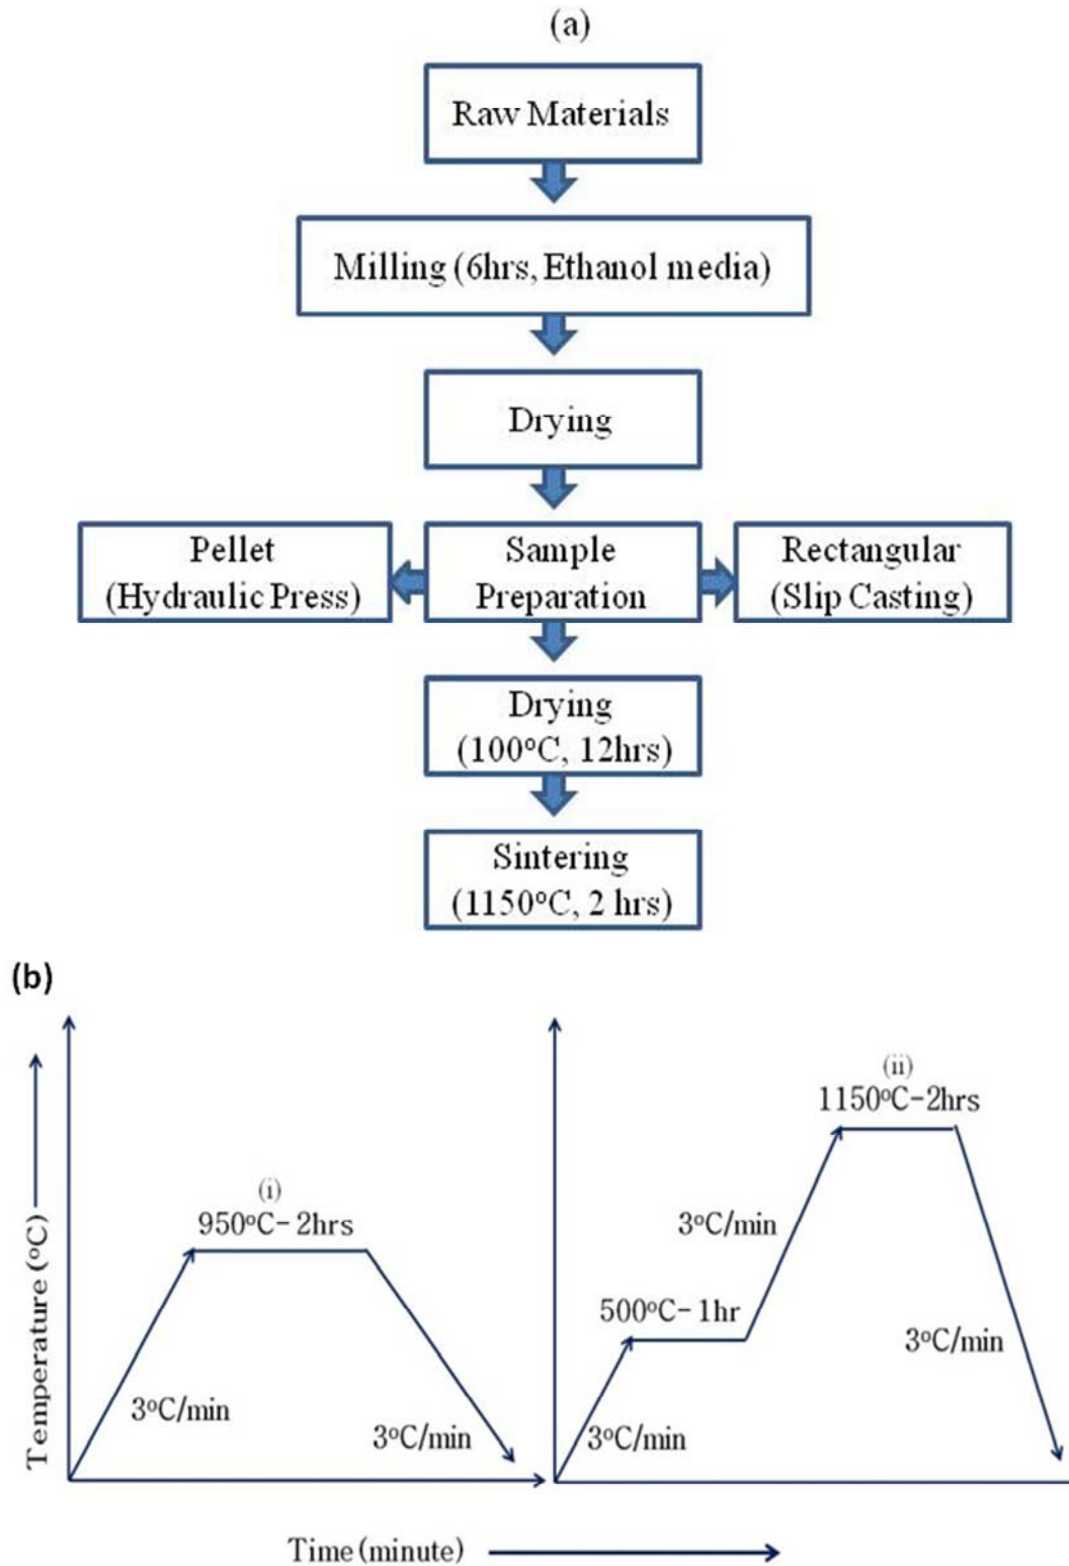 (a)
Raw Materials
Milling (6hrs, Ethanol media)
Drying
Pellet
(Hydraulic Press)
Sample
Preparation
Rectangular
(Slip Casting)
Drying
(100°C, 12hrs)
Sintering
(1150°C, 2 hrs)
(b)
Temperature (°C)
(i)
950°C- 2hrs
3°C/min
3°C/min
(ii)
1150°C-2hrs
3°C/min
500°C- 1hr
3°C/min
3°C/min
Time (minute)